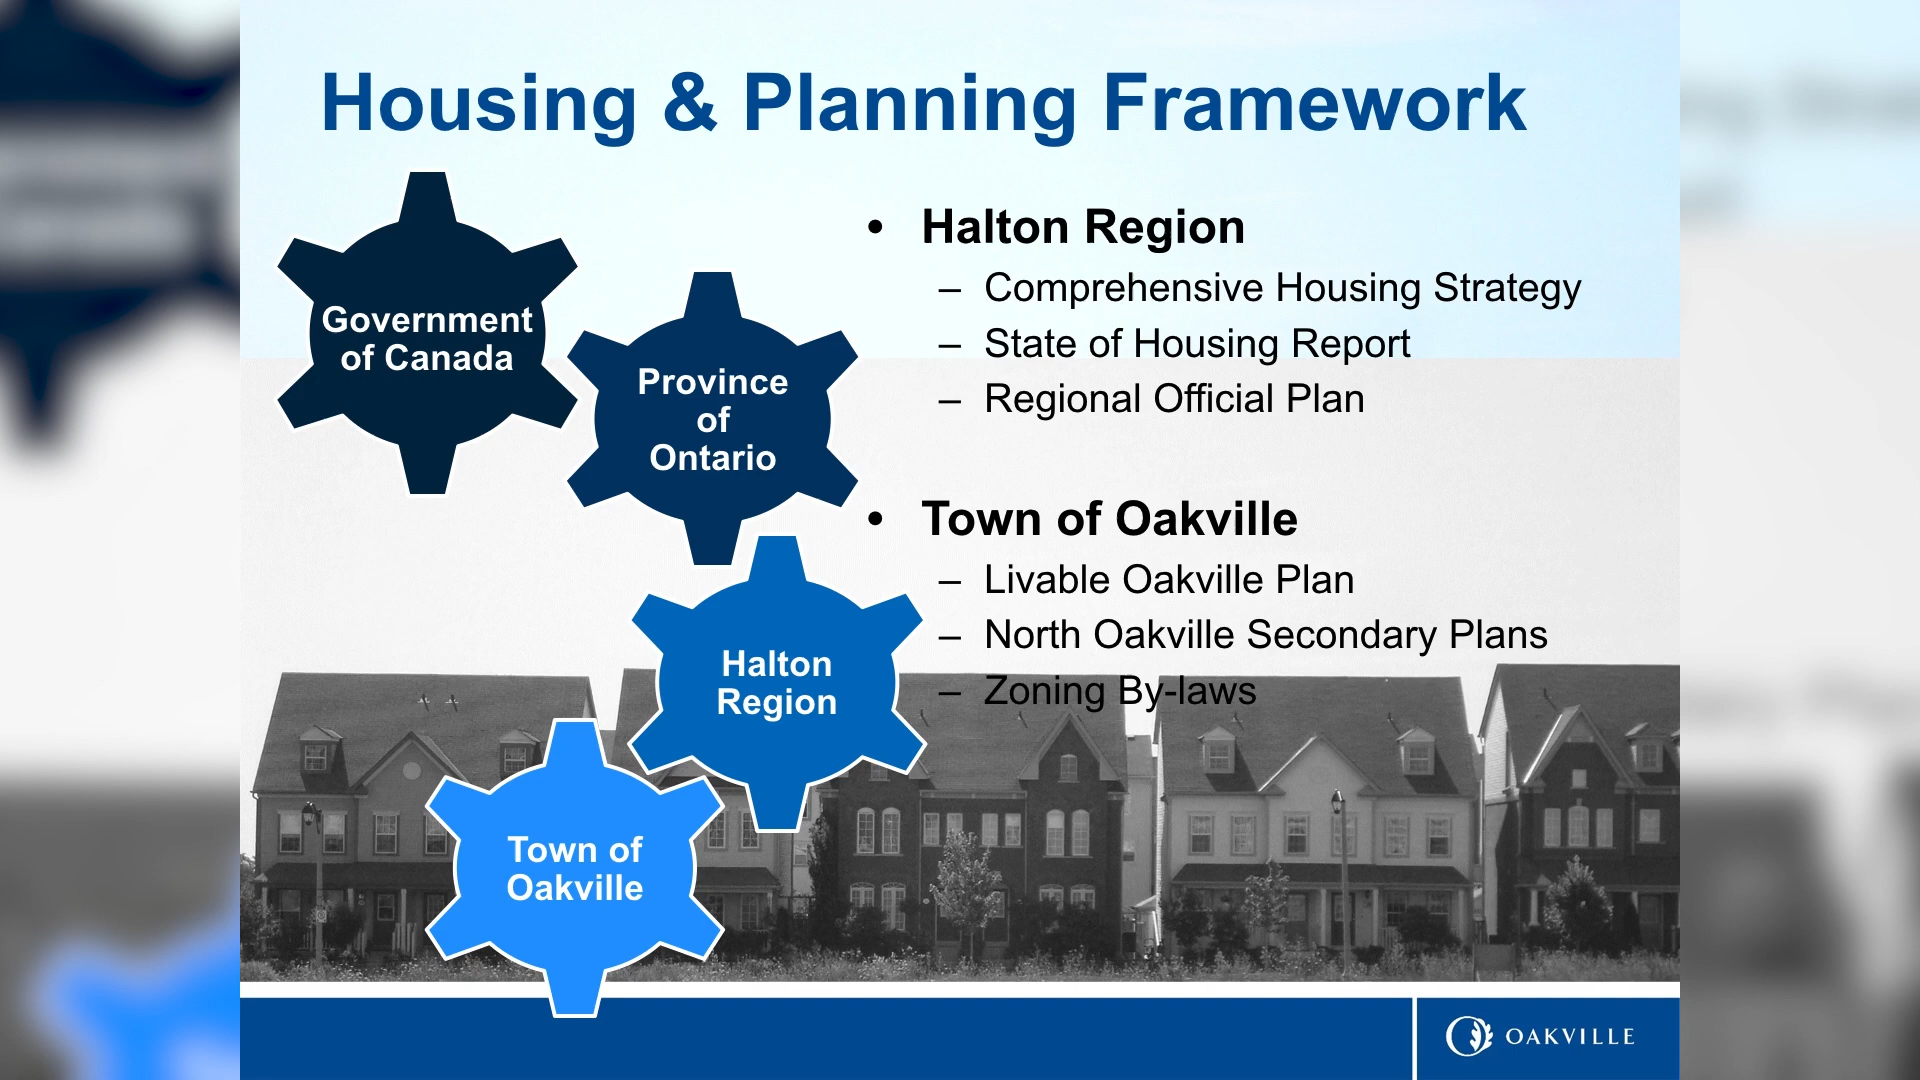 Housing & Planning Framework
Government
of Canada
Province
of
Ontario
Halton
Region
Town of
Oakville
• Halton Region
– Comprehensive Housing Strategy
– State of Housing Report
– Regional Official Plan
• Town of Oakville
– Livable Oakville Plan
– North Oakville Secondary Plans
– Zoning By-laws
OAKVILLE